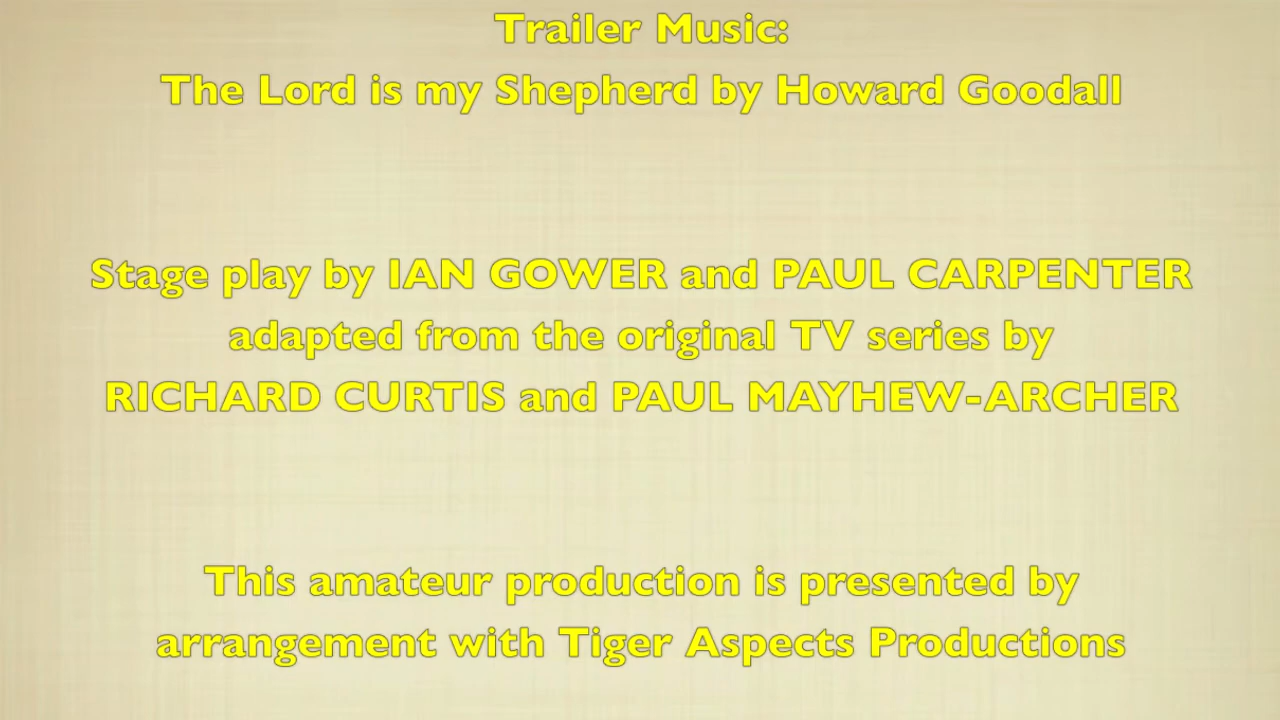 Trailer Music:
The Lord is my Shepherd by Howard Goodall
Stage play by IAN GOWER and PAUL CARPENTER
adapted from the original TV series by
RICHARD CURTIS and PAUL MAYHEW-ARCHER
This amateur production is presented by
arrangement with Tiger Aspects Productions